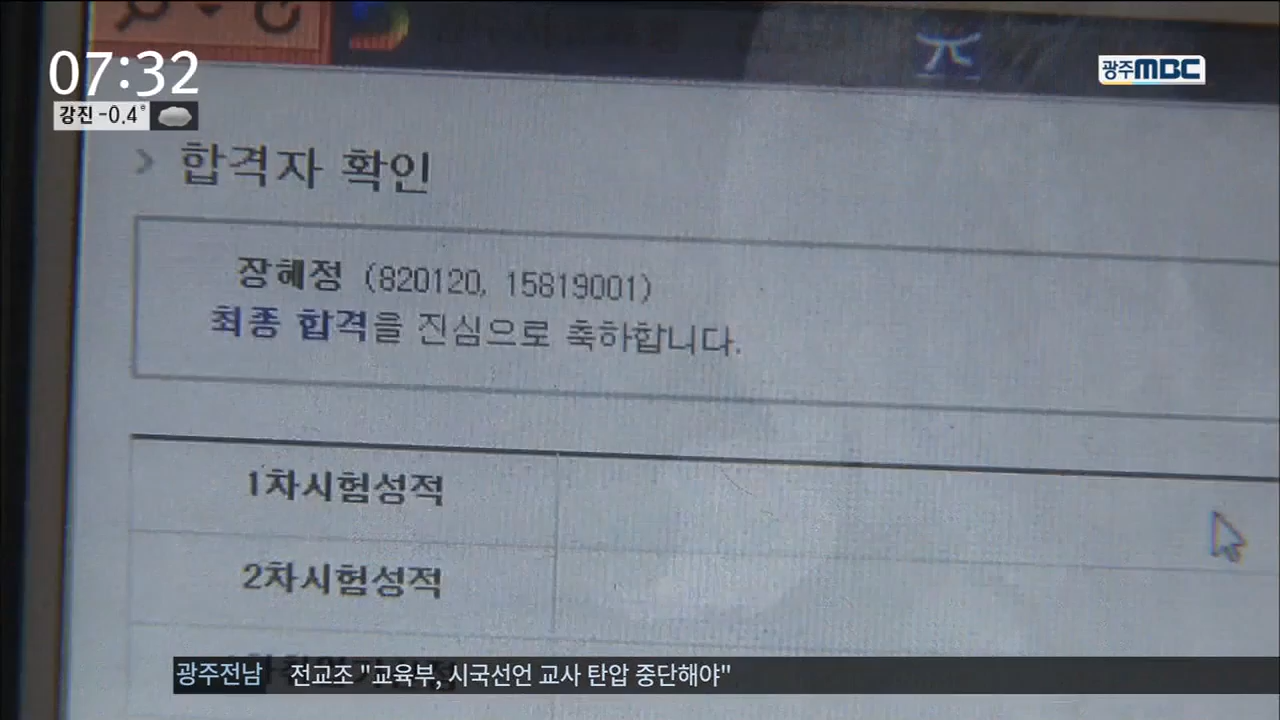 07:32
광주MBC
강진 -0.4°
합격자 확인
장혜정 (820120, 15819001)
최종 합격을 진심으로 축하합니다.
1차시험성적
2차시험성적
광주전남 전교조 "교육부, 시국선언 교사 탄압 중단해야"